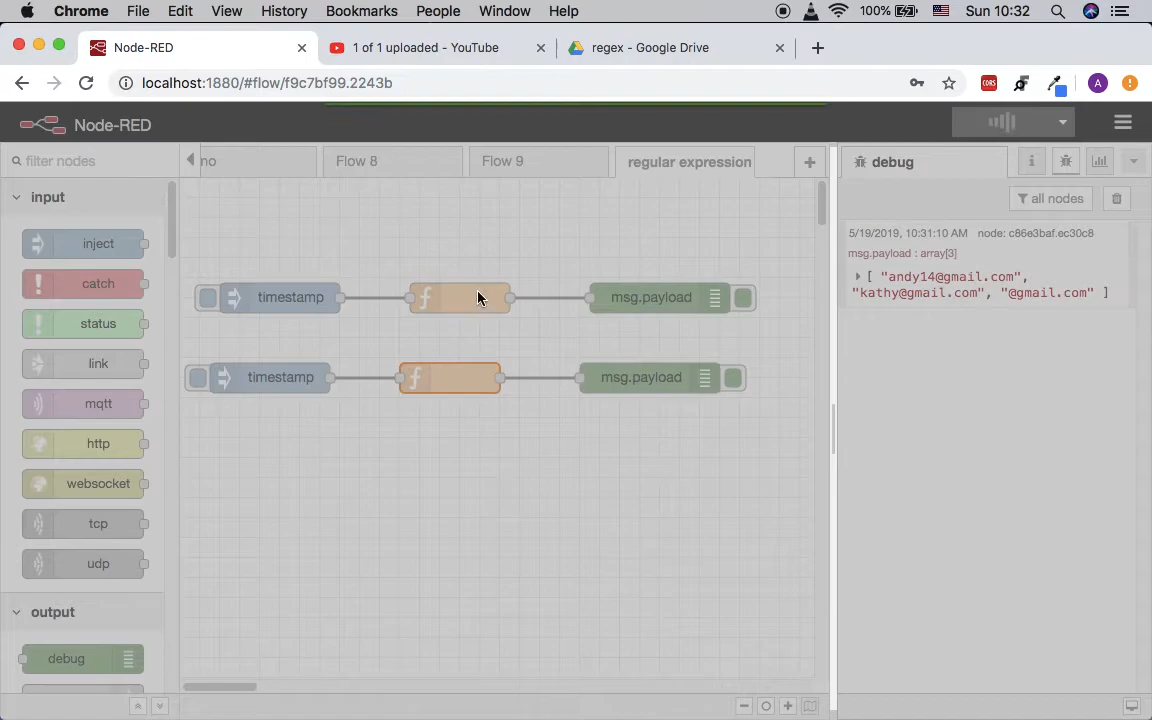 Chrome File Edit View History Bookmarks People Window Help 100% Sun 10:32
Node-RED 1 of 1 uploaded - YouTube regex - Google Drive
localhost:1880/#flow/f9c7bf99.2243b CORS A
Node-RED
filter nodes no Flow 8 Flow 9 regular expression debug
input
all nodes
inject
5/19/2019, 10:31:10 AM node: c86e3baf.ec30c8
msg.payload : array[3]
[ "andy14@gmail.com",
"kathy@gmail.com", "@gmail.com" ]
catch
timestamp f msg.payload
status
link
timestamp f msg.payload
mqtt
http
websocket
tcp
udp
output
debug